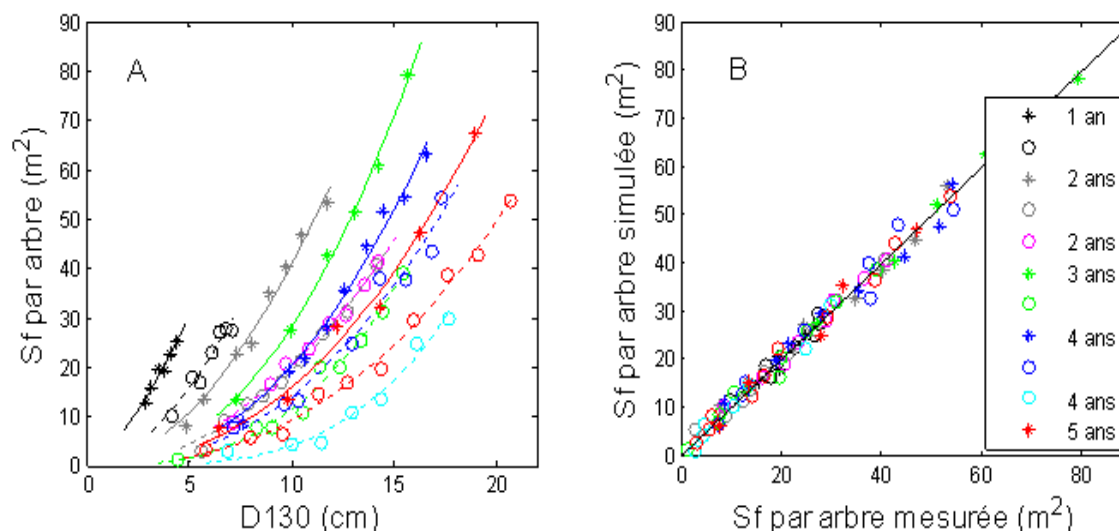 A
90
80
70
60
50
40
30
20
10
0
Sf par arbre (m²)
0 5 10 15 20
D130 (cm)
B
90
80
70
60
50
40
30
20
10
0
Sf par arbre simulée (m²)
0 20 40 60 80
Sf par arbre mesurée (m²)
1 an
2 ans
2 ans
3 ans
4 ans
4 ans
5 ans